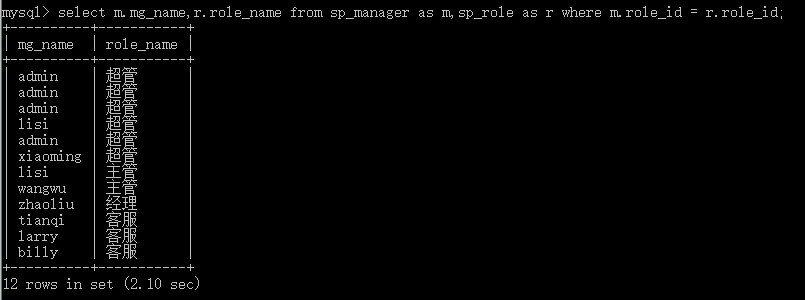 mysql> select m.mg_name,r.role_name from sp_manager as m,sp_role as r where m.role_id = r.role_id;
+----------+-----------+
| mg_name | role_name |
+----------+-----------+
| admin | 超管 |
| admin | 超管 |
| admin | 超管 |
| lisi | 超管 |
| admin | 超管 |
| xiaoming | 超管 |
| lisi | 主管 |
| wangwu | 主管 |
| zhaoliu | 经理 |
| tianqi | 客服 |
| larry | 客服 |
| billy | 客服 |
+----------+-----------+
12 rows in set (2.10 sec)